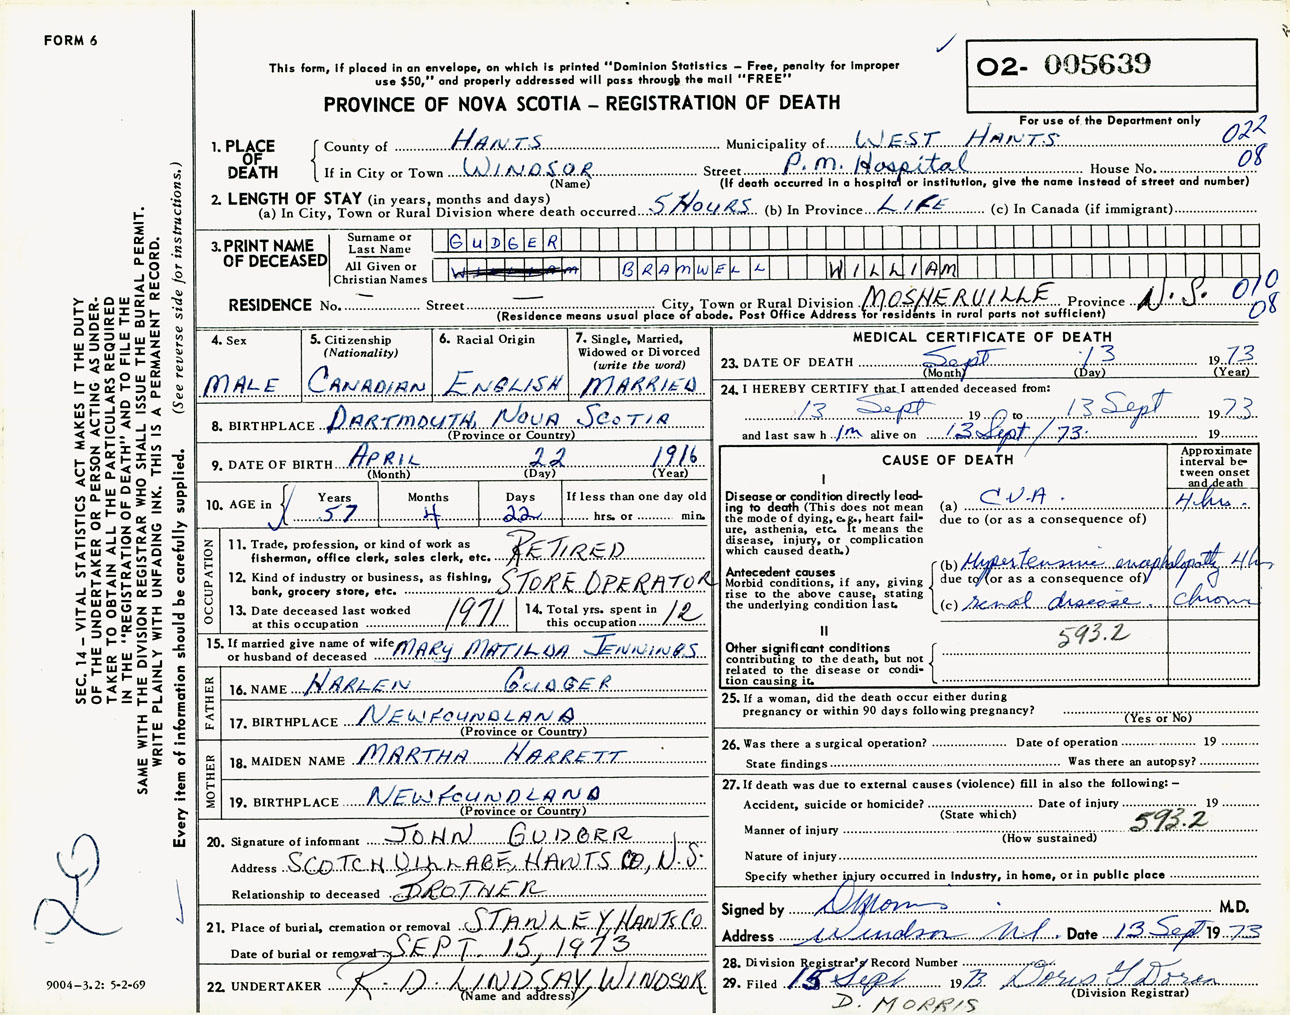 FORM 6
This form, if placed in an envelope, on which is printed "Dominion Statistics – Free, penalty for improper
use $50," and properly addressed will pass through the mail "FREE"
PROVINCE OF NOVA SCOTIA – REGISTRATION OF DEATH
02- 005639
For use of the Department only
022
08
1. PLACE OF DEATH
County of HANTS Municipality of WEST HANTS
If in City or Town WINDSOR Street P.M. Hospital House No.
(Name) (If death occurred in a hospital or institution, give the name instead of street and number)
2. LENGTH OF STAY (in years, months and days)
(a) In City, Town or Rural Division where death occurred 5 HOURS (b) In Province LIFE (c) In Canada (if immigrant)
3. PRINT NAME OF DECEASED
Surname or Last Name GUDGER
All Given or Christian Names WILLIAM BRAMWELL WILLIAM
RESIDENCE No. — Street — City, Town or Rural Division MOSHERVILLE Province N.S. 010
08
(Residence means usual place of abode. Post Office Address for residents in rural parts not sufficient)
4. Sex
MALE
5. Citizenship
(Nationality)
CANADIAN
6. Racial Origin
ENGLISH
7. Single, Married,
Widowed or Divorced
(write the word)
MARRIED
8. BIRTHPLACE DARTMOUTH, NOVA SCOTIA
(Province or Country)
9. DATE OF BIRTH APRIL 22 1916
(Month) (Day) (Year)
10. AGE in Years Months Days If less than one day old
57 4 22 hrs. or min.
OCCUPATION
11. Trade, profession, or kind of work as
fisherman, office clerk, sales clerk, etc. RETIRED
12. Kind of industry or business, as fishing,
bank, grocery store, etc. STORE OPERATOR
13. Date deceased last worked
at this occupation 1971
14. Total yrs. spent in
this occupation 12
15. If married give name of wife
or husband of deceased MARY MATILDA JENNINGS
FATHER
16. NAME HARLEN GUDGER
17. BIRTHPLACE NEWFOUNDLAND
(Province or Country)
MOTHER
18. MAIDEN NAME MARTHA HARRETT
19. BIRTHPLACE NEWFOUNDLAND
(Province or Country)
20. Signature of informant JOHN GUDGER
Address SCOTCH VILLAGE, HANTS CO, N.S.
Relationship to deceased BROTHER
21. Place of burial, cremation or removal STANLEY, HANTS CO
Date of burial or removal SEPT. 15, 1973
22. UNDERTAKER R. D. LINDSAY, WINDSOR
(Name and address)
MEDICAL CERTIFICATE OF DEATH
23. DATE OF DEATH Sept 13 1973
(Month) (Day) (Year)
24. I HEREBY CERTIFY that I attended deceased from:
13 Sept 19 to 13 Sept 1973
and last saw h im alive on 13 Sept / 73. 19
CAUSE OF DEATH
Approximate
interval be-
tween onset
and death
I
Disease or condition directly lead-
ing to death (This does not mean
the mode of dying, e.g., heart fail-
ure, asthenia, etc. It means the
disease, injury, or complication
which caused death.)
(a) C.V.A. 4 hrs.
due to (or as a consequence of)
Antecedent causes
Morbid conditions, if any, giving
rise to the above cause, stating
the underlying condition last.
(b) Hypertensive encephalopathy 4 hrs
due to (or as a consequence of)
(c) renal disease. Chronic
593.2
II
Other significant conditions
contributing to the death, but not
related to the disease or condi-
tion causing it.
25. If a woman, did the death occur either during
pregnancy or within 90 days following pregnancy?
(Yes or No)
26. Was there a surgical operation? Date of operation 19
State findings Was there an autopsy?
27. If death was due to external causes (violence) fill in also the following: –
Accident, suicide or homicide? Date of injury 19
(State which)
593.2
Manner of injury
(How sustained)
Nature of injury
Specify whether injury occurred in industry, in home, or in public place
Signed by D Morris M.D.
Address Windsor N.S. Date 13 Sept 1973
28. Division Registrar's Record Number
29. Filed 15 Sept 1973 Doris G Doren
(Division Registrar)
D. MORRIS
SEC. 14 – VITAL STATISTICS ACT MAKES IT THE DUTY
OF THE UNDERTAKER OR PERSON ACTING AS UNDER-
TAKER TO OBTAIN ALL THE PARTICULARS REQUIRED
IN THE "REGISTRATION OF DEATH" AND TO FILE THE
SAME WITH THE DIVISION REGISTRAR WHO SHALL ISSUE THE BURIAL PERMIT.
WRITE PLAINLY WITH UNFADING INK. THIS IS A PERMANENT RECORD.
Every item of information should be carefully supplied. (See reverse side for instructions.)
26
9004-3.2: 5-2-69